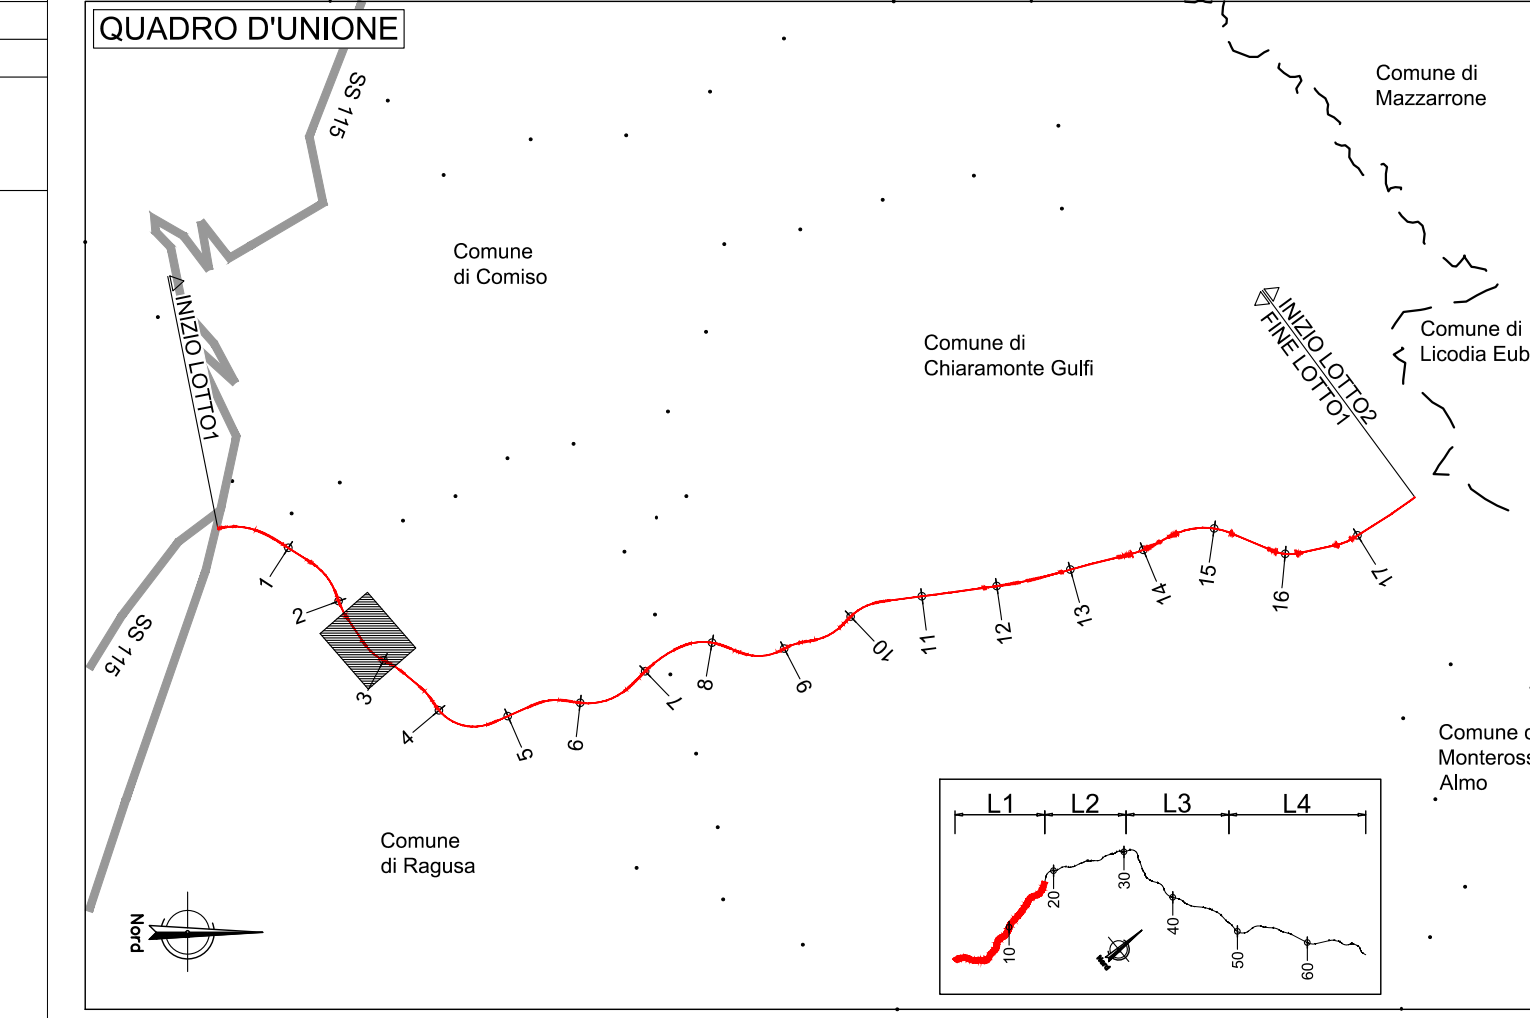 QUADRO D'UNIONE
SS 115
Comune di
Mazzarrone
Comune
di Comiso
INIZIO LOTTO1
Comune di
Chiaramonte Gulfi
INIZIO LOTTO2
FINE LOTTO1
Comune di
Licodia Eub
1
2
3
4
5
6
7
8
9
10
11
12
13
14
15
16
17
SS 115
Comune
Monteross
Almo
Comune
di Ragusa
Nord
L1
L2
L3
L4
10
20
30
40
50
60